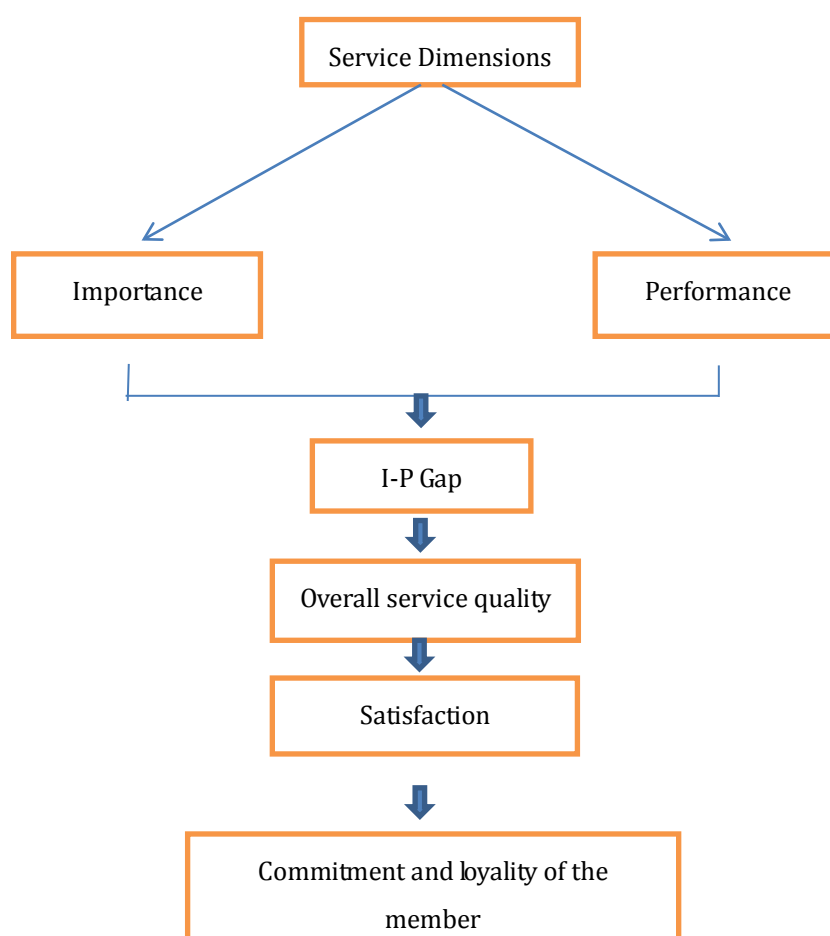 Service Dimensions
Importance
Performance
I-P Gap
Overall service quality
Satisfaction
Commitment and loyality of the
member